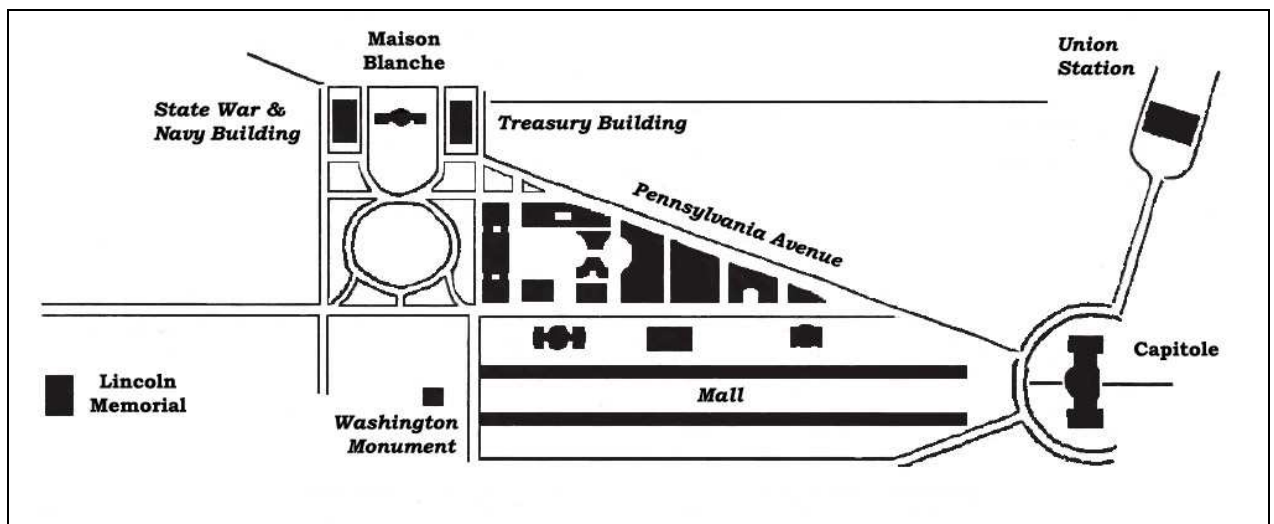 Maison
Blanche
Union
Station
State War &
Navy Building
Treasury Building
Pennsylvania Avenue
Capitole
Lincoln
Memorial
Mall
Washington
Monument